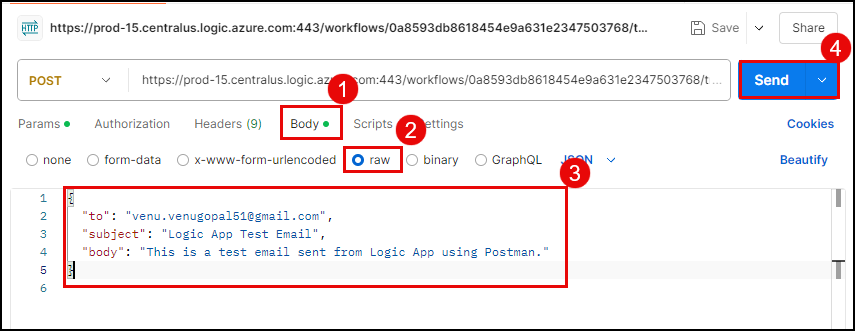 HTTP https://prod-15.centralus.logic.azure.com:443/workflows/0a8593db8618454e9a631e2347503768/t... Save Share
4
POST https://prod-15.centralus.logic.azure.com:443/workflows/0a8593db8618454e9a631e2347503768/t ... Send
1
Params Authorization Headers (9) Body Scripts ettings Cookies
2
none form-data x-www-form-urlencoded raw binary GraphQL JSON Beautify
3
1 {
2 "to": "venu.venugopal51@gmail.com",
3 "subject": "Logic App Test Email",
4 "body": "This is a test email sent from Logic App using Postman."
5 }
6